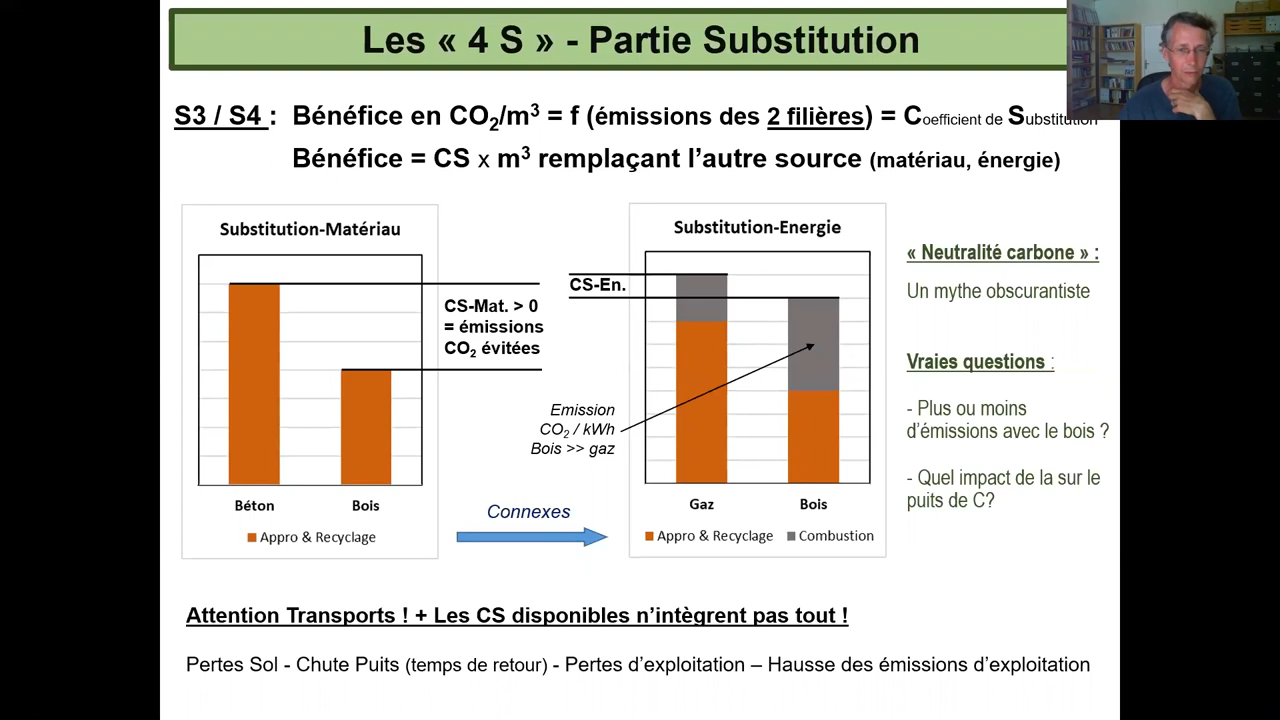 Les « 4 S » - Partie Substitution
S3 / S4 : Bénéfice en CO₂/m³ = f (émissions des 2 filières) = Coefficient de Substitution
Bénéfice = CS x m³ remplaçant l’autre source (matériau, énergie)
Substitution-Matériau
CS-Mat. > 0
= émissions
CO₂ évitées
Béton Bois
Appro & Recyclage
Connexes
Substitution-Energie
CS-En.
Emission
CO₂ / kWh
Bois >> gaz
Gaz Bois
Appro & Recyclage Combustion
« Neutralité carbone » :
Un mythe obscurantiste
Vraies questions :
- Plus ou moins
d’émissions avec le bois ?
- Quel impact de la sur le
puits de C?
Attention Transports ! + Les CS disponibles n’intègrent pas tout !
Pertes Sol - Chute Puits (temps de retour) - Pertes d’exploitation – Hausse des émissions d’exploitation